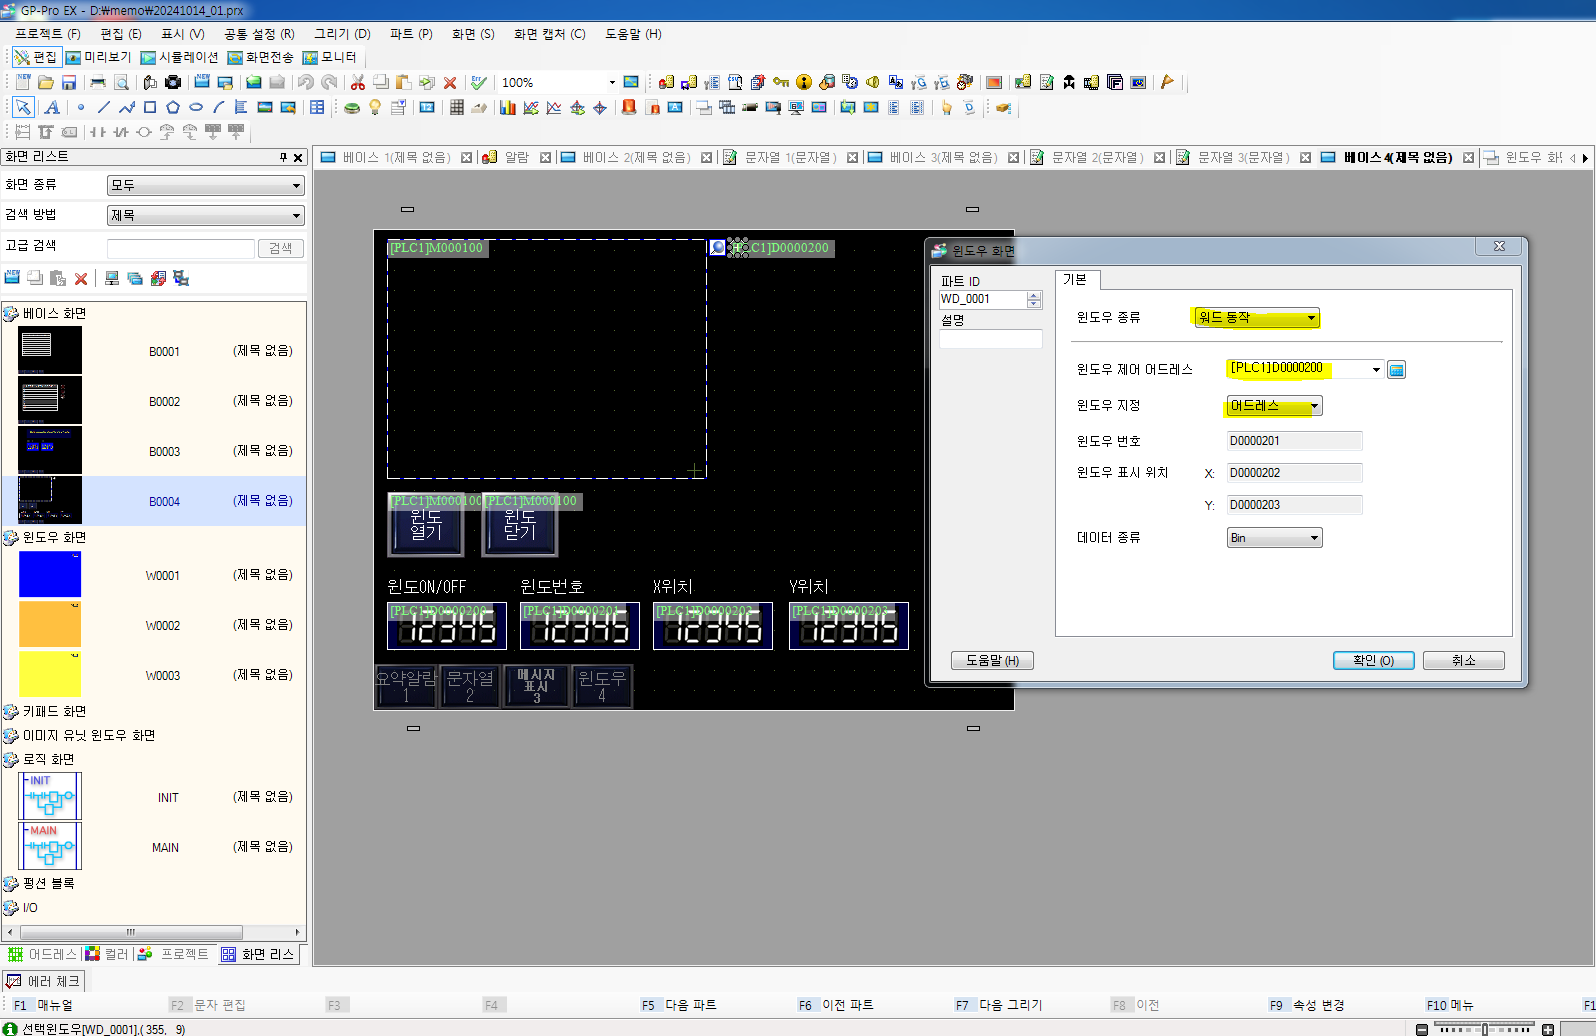 GP-Pro EX - D:\memo\20241014_01.prx
프로젝트 (F) 편집 (E) 표시 (V) 공통 설정 (R) 그리기 (D) 파트 (P) 화면 (S) 화면 캡처 (C) 도움말 (H)
편집 미리보기 시뮬레이션 화면전송 모니터
100%
화면 리스트
베이스 1(제목 없음) 알람 베이스 2(제목 없음) 문자열 1(문자열) 베이스 3(제목 없음) 문자열 2(문자열) 문자열 3(문자열) 베이스 4(제목 없음) 윈도우 화면
화면 종류 모두
검색 방법 제목
고급 검색 검색
베이스 화면
B0001 (제목 없음)
B0002 (제목 없음)
B0003 (제목 없음)
B0004 (제목 없음)
윈도우 화면
W0001 (제목 없음)
W0002 (제목 없음)
W0003 (제목 없음)
키패드 화면
이미지 유닛 윈도우 화면
로직 화면
INIT
INIT (제목 없음)
MAIN
MAIN (제목 없음)
펑션 블록
I/O
어드레스 컬러 프로젝트 화면 리스
에러 체크
[PLC1]M000100
[PLC1]D0000200
[PLC1]M000100 [PLC1]M000100
윈도 열기
윈도 닫기
윈도ON/OFF 윈도번호 X위치 Y위치
[PLC1]D0000200 [PLC1]D0000201 [PLC1]D0000202 [PLC1]D0000203
12345 12345 12345 12345
요약알람 1
문자열 2
메시지 표시 3
윈도우 4
윈도우 화면
파트 ID
WD_0001
설명
기본
윈도우 종류 워드 동작
윈도우 제어 어드레스 [PLC1]D0000200
윈도우 지정 어드레스
윈도우 번호 D0000201
윈도우 표시 위치 X: D0000202
Y: D0000203
데이터 종류 Bin
도움말 (H) 확인 (O) 취소
F1 매뉴얼 F2 문자 편집 F3 F4 F5 다음 파트 F6 이전 파트 F7 다음 그리기 F8 이전 F9 속성 변경 F10 메뉴 F1
선택윈도우[WD_0001],( 355, 9)